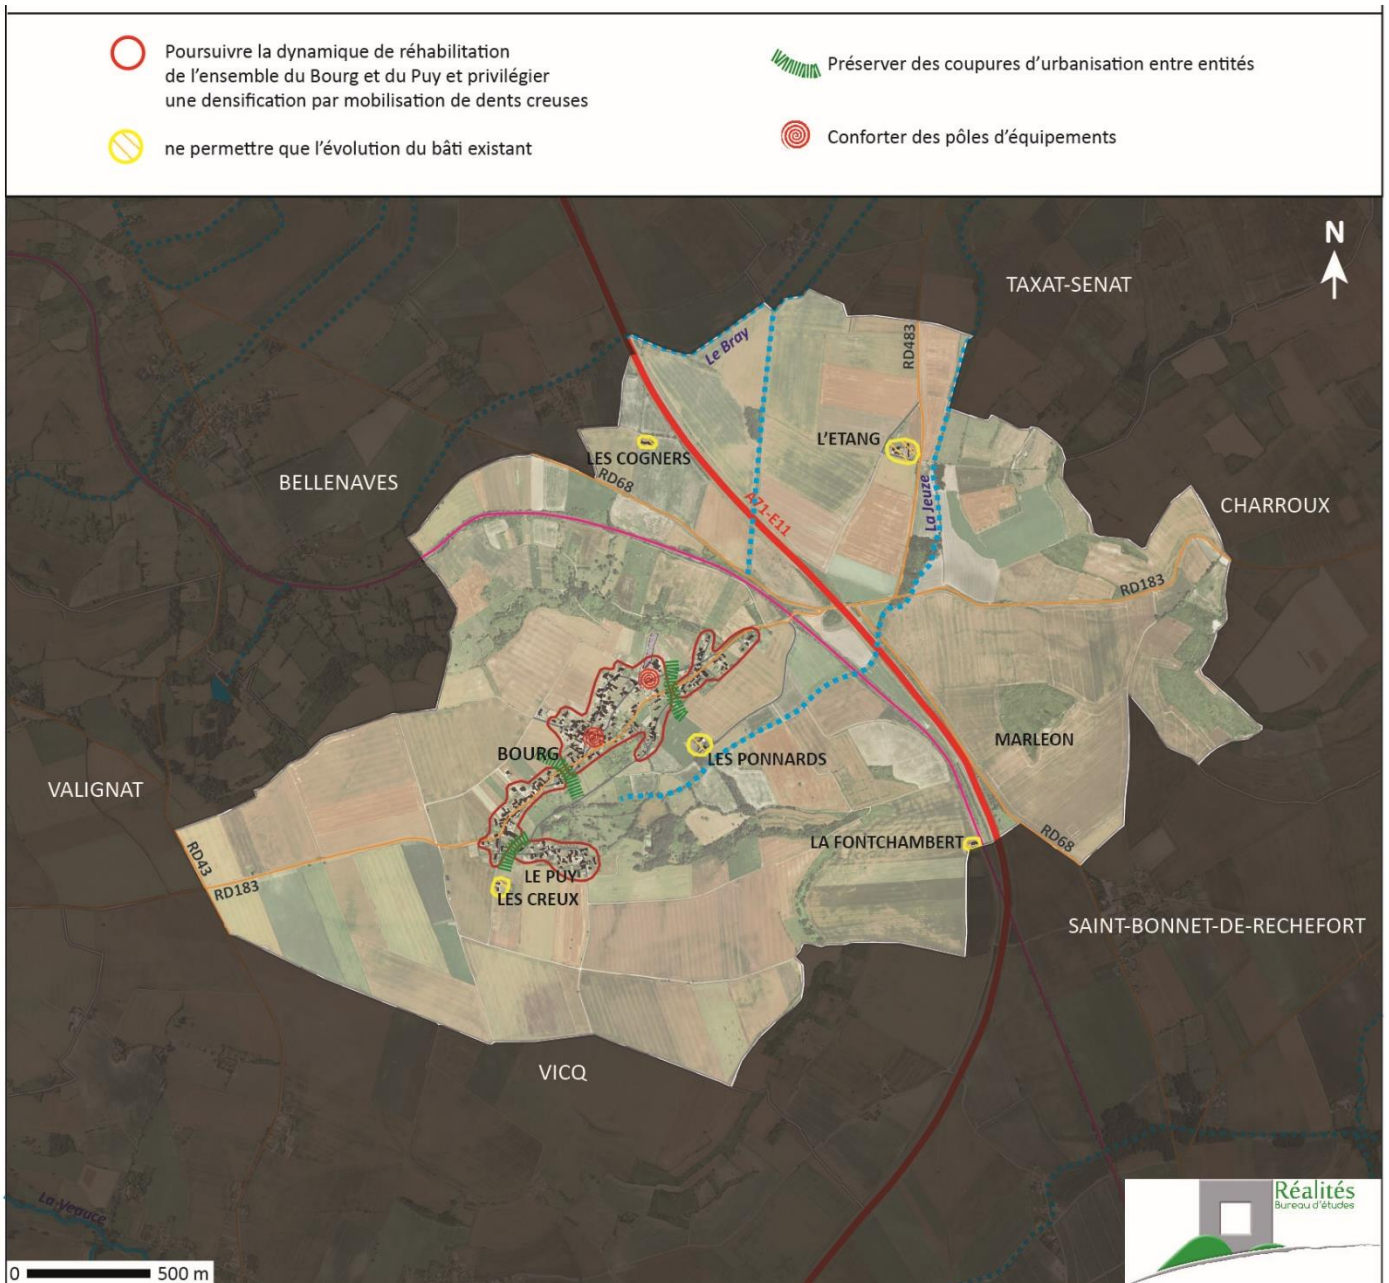 Poursuivre la dynamique de réhabilitation
de l'ensemble du Bourg et du Puy et privilégier
une densification par mobilisation de dents creuses
ne permettre que l'évolution du bâti existant
Préserver des coupures d'urbanisation entre entités
Conforter des pôles d'équipements
N
TAXAT-SENAT
Le Bray
RD483
L'ETANG
LES COGNERS
RD68
BELLENAVES
A71-E11
La Jeuze
CHARROUX
RD183
BOURG
LES PONNARDS
MARLEON
VALIGNAT
LA FONTCHAMBERT
RD68
RD43
RD183
LE PUY
LES CREUX
SAINT-BONNET-DE-RECHEFORT
VICQ
La Veauce
Réalités
Bureau d'études
0 500 m